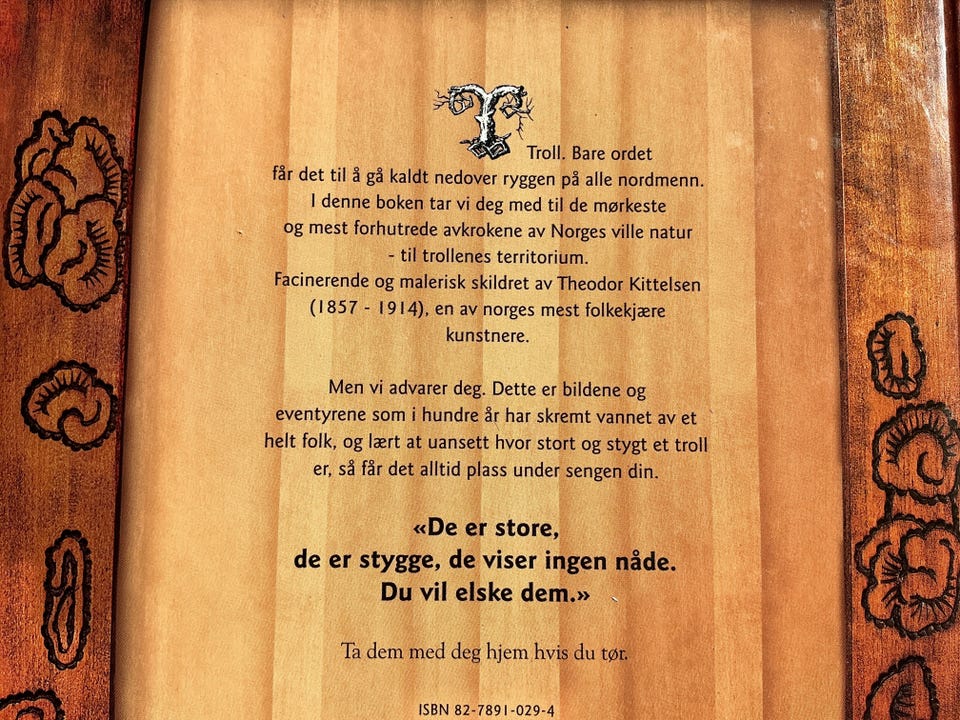 T Troll. Bare ordet
får det til å gå kaldt nedover ryggen på alle nordmenn.
I denne boken tar vi deg med til de mørkeste
og mest forhutrede avkrokene av Norges ville natur
- til trollenes territorium.
Facinerende og malerisk skildret av Theodor Kittelsen
(1857 - 1914), en av norges mest folkekjære
kunstnere.
Men vi advarer deg. Dette er bildene og
eventyrene som i hundre år har skremt vannet av et
helt folk, og lært at uansett hvor stort og stygt et troll
er, så får det alltid plass under sengen din.
«De er store,
de er stygge, de viser ingen nåde.
Du vil elske dem.»
Ta dem med deg hjem hvis du tør.
ISBN 82-7891-029-4